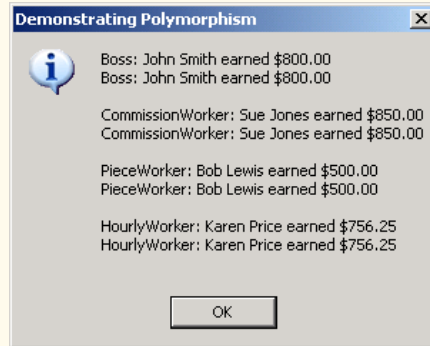 Demonstrating Polymorphism
Boss: John Smith earned $800.00
Boss: John Smith earned $800.00
CommissionWorker: Sue Jones earned $850.00
CommissionWorker: Sue Jones earned $850.00
PieceWorker: Bob Lewis earned $500.00
PieceWorker: Bob Lewis earned $500.00
HourlyWorker: Karen Price earned $756.25
HourlyWorker: Karen Price earned $756.25
OK